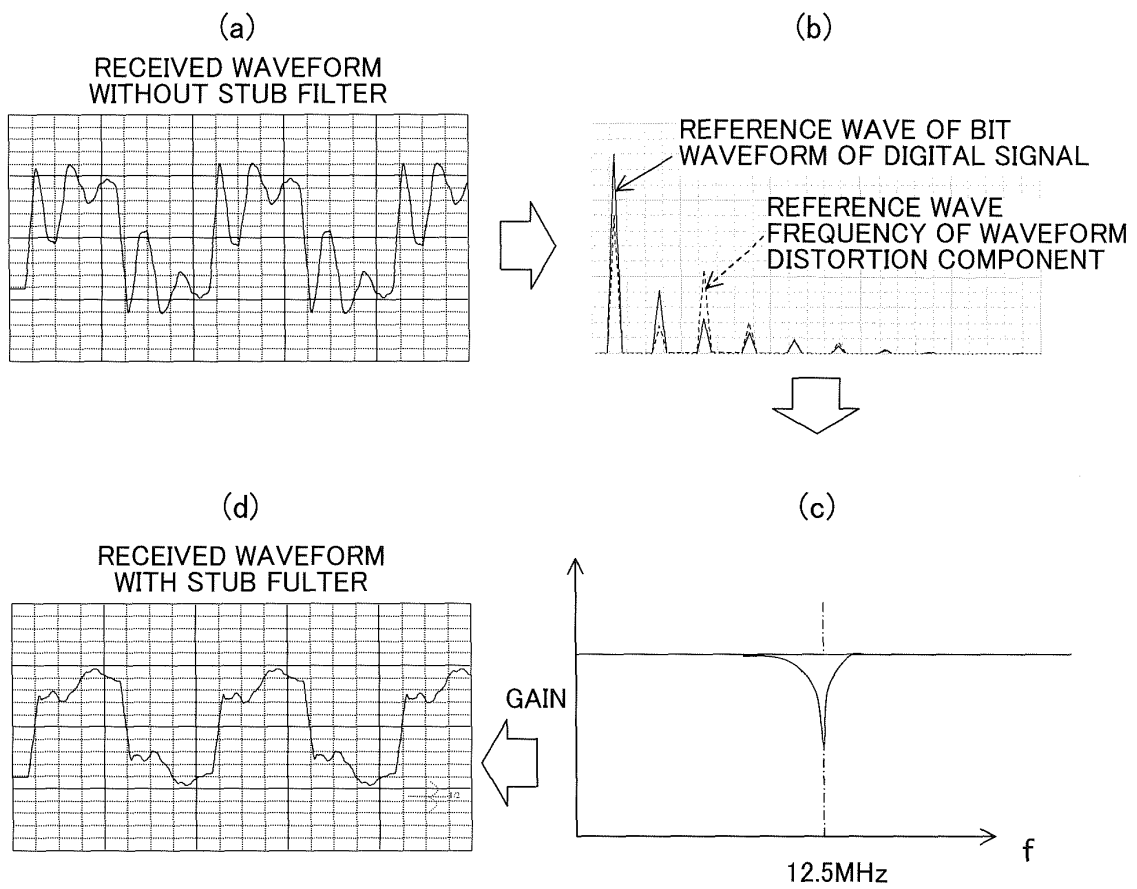 (a)
RECEIVED WAVEFORM
WITHOUT STUB FILTER
(b)
REFERENCE WAVE OF BIT
WAVEFORM OF DIGITAL SIGNAL
REFERENCE WAVE
FREQUENCY OF WAVEFORM
DISTORTION COMPONENT
(d)
RECEIVED WAVEFORM
WITH STUB FULTER
(c)
GAIN
f
12.5MHz